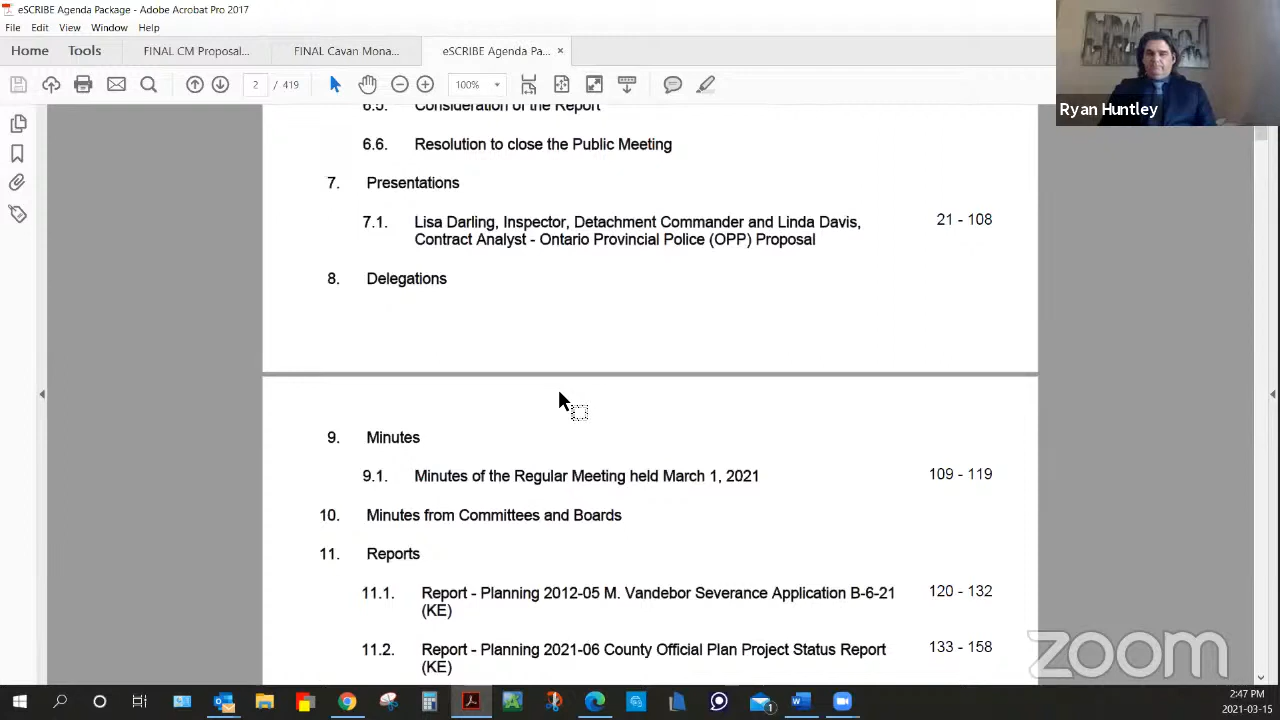 eSCRIBE Agenda Package - Adobe Acrobat Pro 2017
File Edit View Window Help
Home Tools FINAL CM Proposal... FINAL Cavan Mona... eSCRIBE Agenda Pa... ×
2 / 419 100%
Ryan Huntley
6.5. Consideration of the Report
6.6. Resolution to close the Public Meeting
7. Presentations
7.1. Lisa Darling, Inspector, Detachment Commander and Linda Davis, 21 - 108
Contract Analyst - Ontario Provincial Police (OPP) Proposal
8. Delegations
9. Minutes
9.1. Minutes of the Regular Meeting held March 1, 2021 109 - 119
10. Minutes from Committees and Boards
11. Reports
11.1. Report - Planning 2012-05 M. Vandebor Severance Application B-6-21 120 - 132
(KE)
11.2. Report - Planning 2021-06 County Official Plan Project Status Report 133 - 158
(KE)
zoom
2:47 PM
2021-03-15